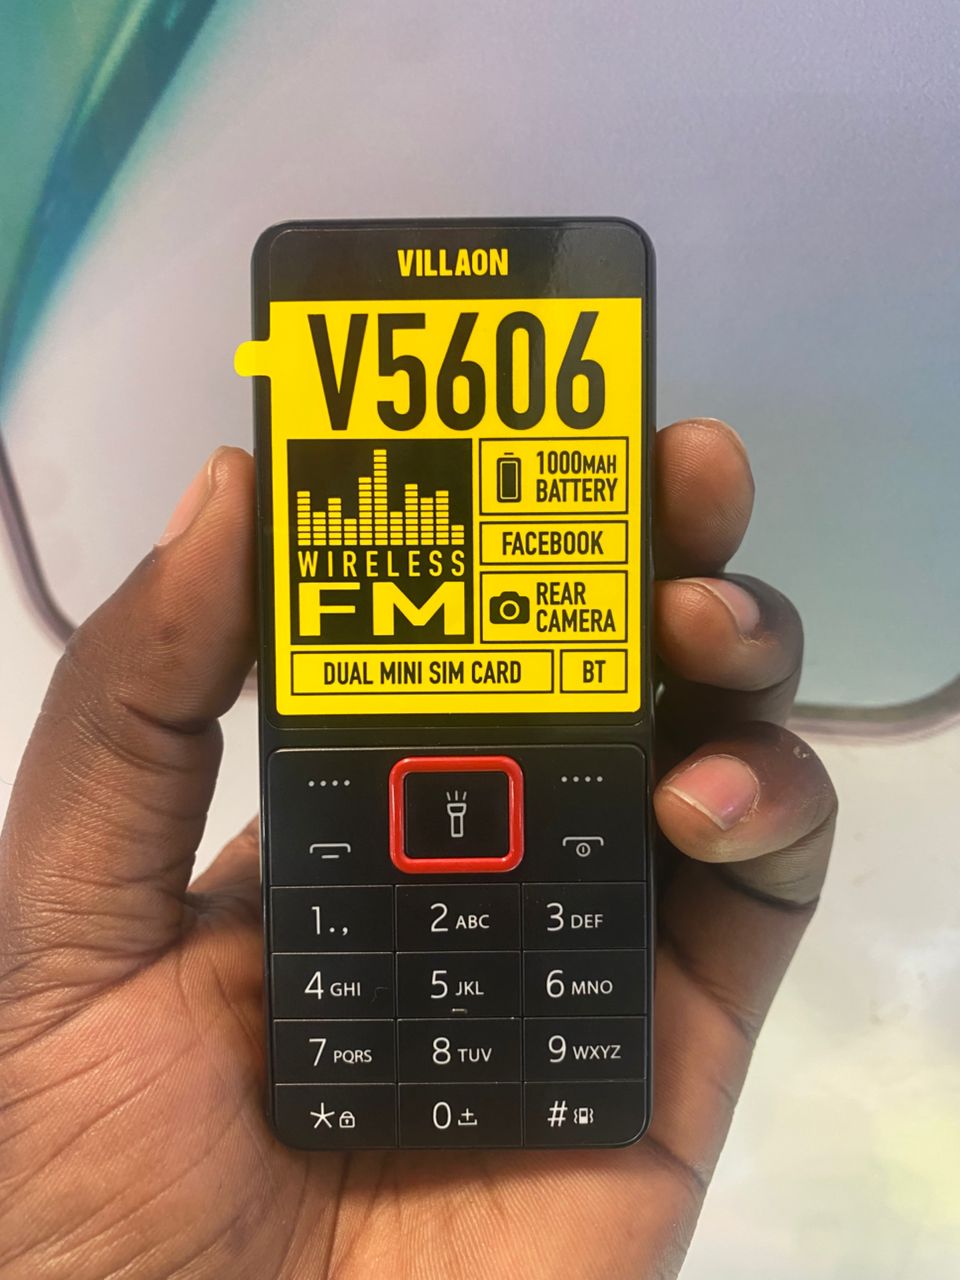 VILLAON
V5606
1000MAH
BATTERY
FACEBOOK
WIRELESS
FM
REAR
CAMERA
DUAL MINI SIM CARD
BT
1.,
2 ABC
3 DEF
4 GHI
5 JKL
6 MNO
7 PQRS
8 TUV
9 WXYZ
*
0
#